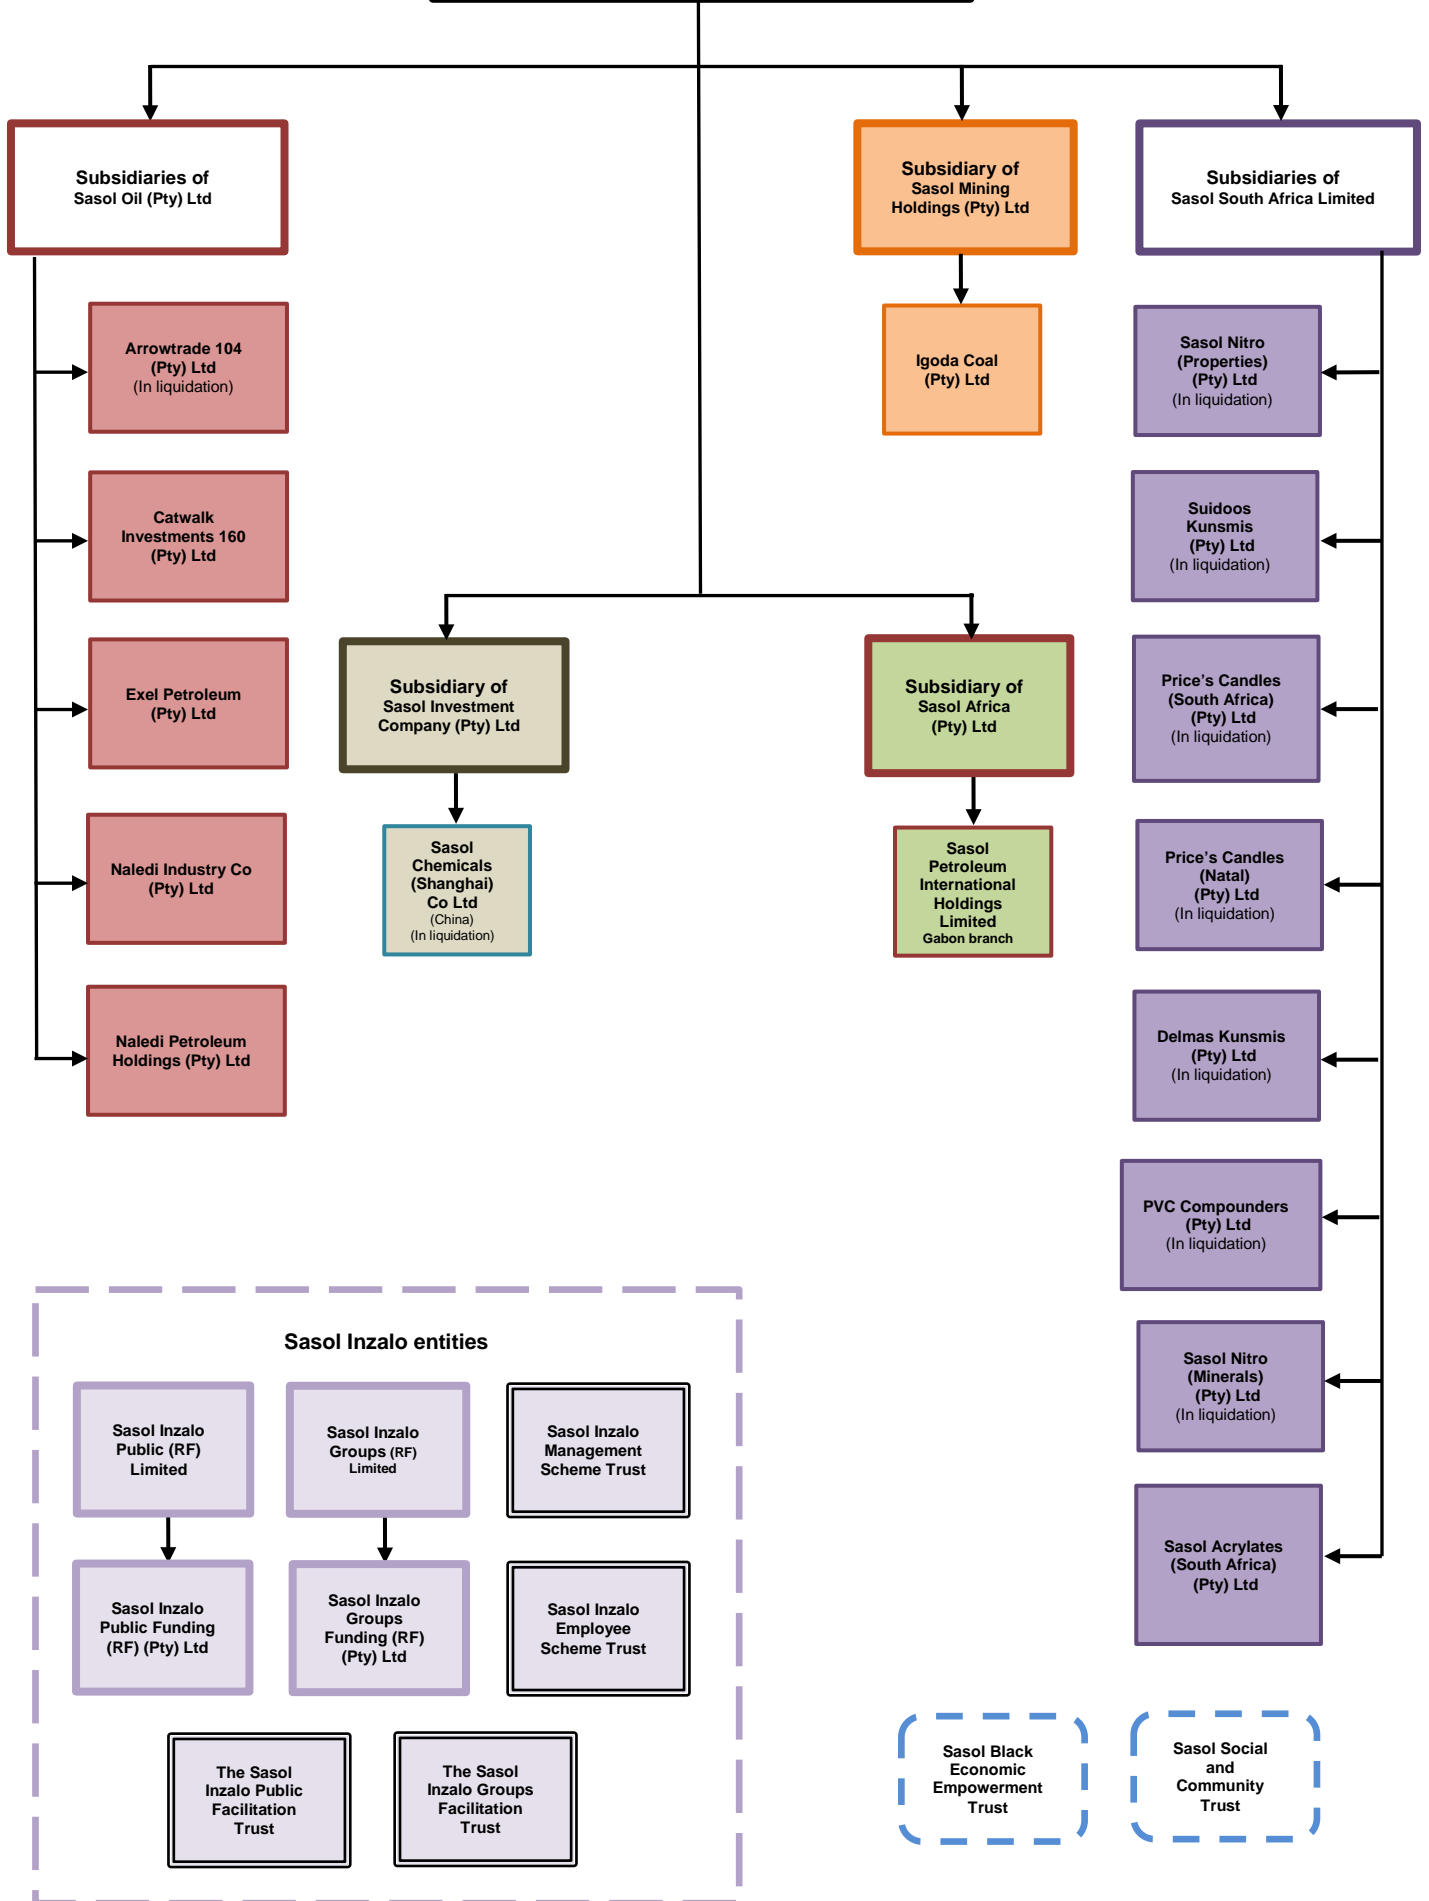 Subsidiaries of
Sasol Oil (Pty) Ltd
Subsidiary of
Sasol Mining
Holdings (Pty) Ltd
Subsidiaries of
Sasol South Africa Limited
Arrowtrade 104
(Pty) Ltd
(In liquidation)
Catwalk
Investments 160
(Pty) Ltd
Exel Petroleum
(Pty) Ltd
Naledi Industry Co
(Pty) Ltd
Naledi Petroleum
Holdings (Pty) Ltd
Subsidiary of
Sasol Investment
Company (Pty) Ltd
Sasol
Chemicals
(Shanghai)
Co Ltd
(China)
(In liquidation)
Igoda Coal
(Pty) Ltd
Subsidiary of
Sasol Africa
(Pty) Ltd
Sasol
Petroleum
International
Holdings
Limited
Gabon branch
Sasol Nitro
(Properties)
(Pty) Ltd
(In liquidation)
Suidoos
Kunsmis
(Pty) Ltd
(In liquidation)
Price's Candles
(South Africa)
(Pty) Ltd
(In liquidation)
Price's Candles
(Natal)
(Pty) Ltd
(In liquidation)
Delmas Kunsmis
(Pty) Ltd
(In liquidation)
PVC Compounders
(Pty) Ltd
(In liquidation)
Sasol Nitro
(Minerals)
(Pty) Ltd
(In liquidation)
Sasol Acrylates
(South Africa)
(Pty) Ltd
Sasol Inzalo entities
Sasol Inzalo
Public (RF)
Limited
Sasol Inzalo
Groups (RF)
Limited
Sasol Inzalo
Management
Scheme Trust
Sasol Inzalo
Public Funding
(RF) (Pty) Ltd
Sasol Inzalo
Groups
Funding (RF)
(Pty) Ltd
Sasol Inzalo
Employee
Scheme Trust
The Sasol
Inzalo Public
Facilitation
Trust
The Sasol
Inzalo Groups
Facilitation
Trust
Sasol Black
Economic
Empowerment
Trust
Sasol Social
and
Community
Trust